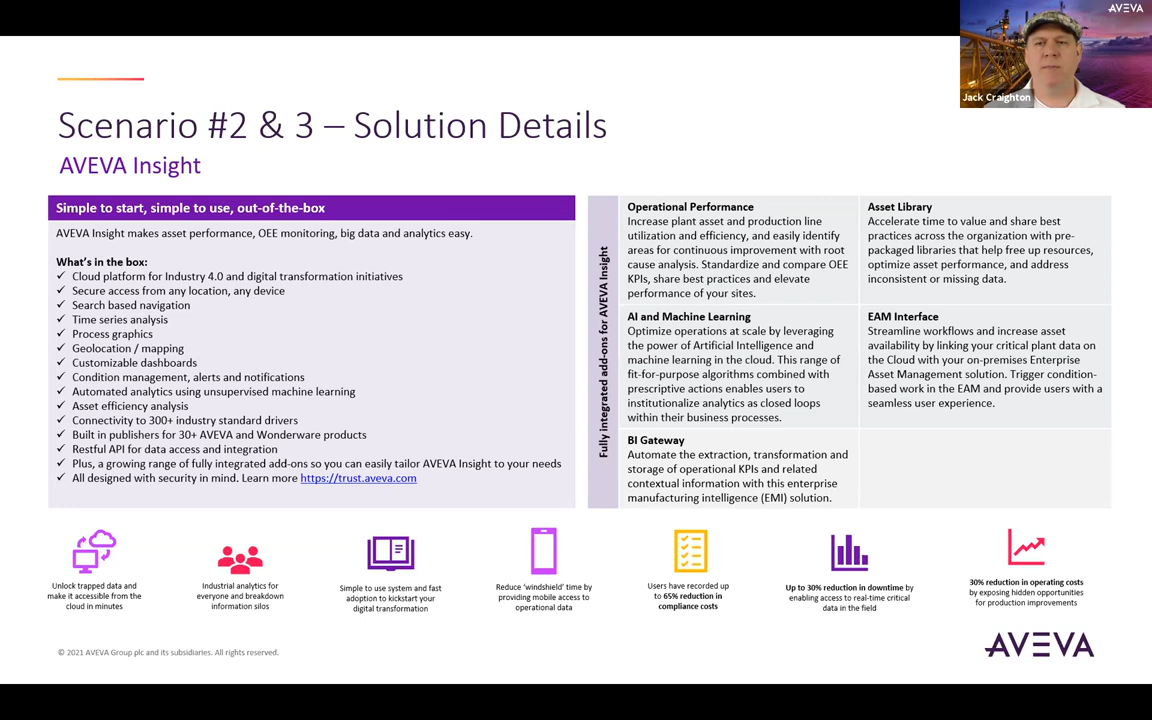 AVEVA
Jack Craighton
Scenario #2 & 3 – Solution Details
AVEVA Insight
Simple to start, simple to use, out-of-the-box
AVEVA Insight makes asset performance, OEE monitoring, big data and analytics easy.
What's in the box:
✓ Cloud platform for Industry 4.0 and digital transformation initiatives
✓ Secure access from any location, any device
✓ Search based navigation
✓ Time series analysis
✓ Process graphics
✓ Geolocation / mapping
✓ Customizable dashboards
✓ Condition management, alerts and notifications
✓ Automated analytics using unsupervised machine learning
✓ Asset efficiency analysis
✓ Connectivity to 300+ industry standard drivers
✓ Built in publishers for 30+ AVEVA and Wonderware products
✓ Restful API for data access and integration
✓ Plus, a growing range of fully integrated add-ons so you can easily tailor AVEVA Insight to your needs
✓ All designed with security in mind. Learn more https://trust.aveva.com
Fully integrated add-ons for AVEVA Insight
Operational Performance
Increase plant asset and production line
utilization and efficiency, and easily identify
areas for continuous improvement with root
cause analysis. Standardize and compare OEE
KPIs, share best practices and elevate
performance of your sites.
Asset Library
Accelerate time to value and share best
practices across the organization with pre-
packaged libraries that help free up resources,
optimize asset performance, and address
inconsistent or missing data.
AI and Machine Learning
Optimize operations at scale by leveraging
the power of Artificial Intelligence and
machine learning in the cloud. This range of
fit-for-purpose algorithms combined with
prescriptive actions enables users to
institutionalize analytics as closed loops
within their business processes.
EAM Interface
Streamline workflows and increase asset
availability by linking your critical plant data on
the Cloud with your on-premises Enterprise
Asset Management solution. Trigger condition-
based work in the EAM and provide users with a
seamless user experience.
BI Gateway
Automate the extraction, transformation and
storage of operational KPIs and related
contextual information with this enterprise
manufacturing intelligence (EMI) solution.
Unlock trapped data and
make it accessible from the
cloud in minutes
Industrial analytics for
everyone and breakdown
information silos
Simple to use system and fast
adoption to kickstart your
digital transformation
Reduce 'windshield' time by
providing mobile access to
operational data
Users have recorded up
to 65% reduction in
compliance costs
Up to 30% reduction in downtime by
enabling access to real-time critical
data in the field
30% reduction in operating costs
by exposing hidden opportunities
for production improvements
© 2021 AVEVA Group plc and its subsidiaries. All rights reserved.
AVEVA